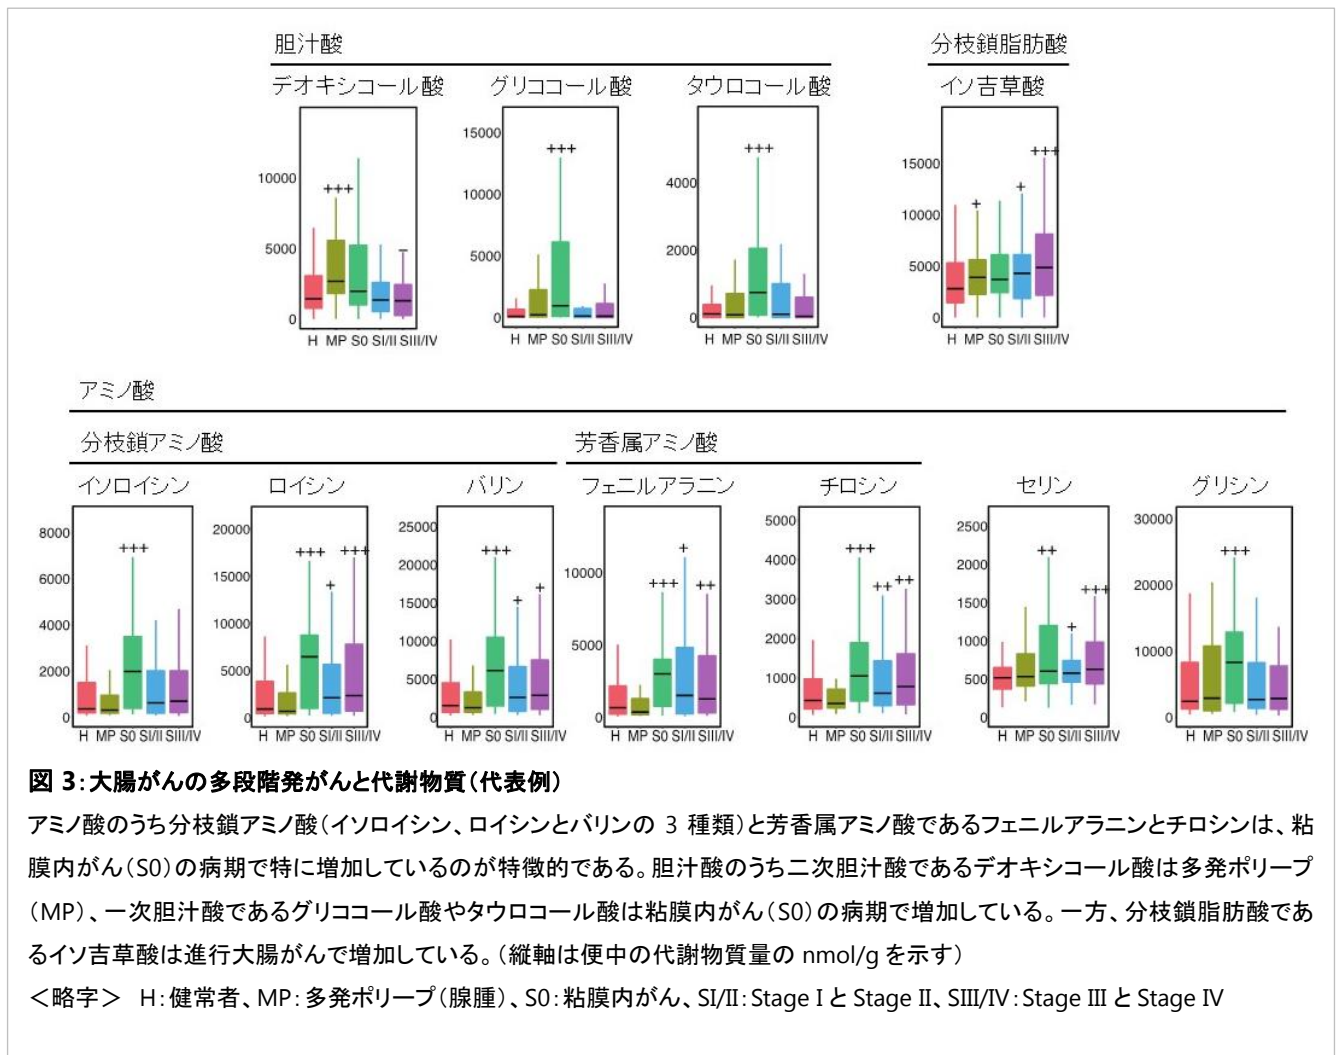 胆汁酸
分枝鎖脂肪酸
デオキシコール酸
グリココール酸
タウロコール酸
イソ吉草酸
10000
5000
0
+++
−
H MP S0 SI/II SIII/IV
15000
10000
5000
0
+++
H MP S0 SI/II SIII/IV
4000
2000
0
+++
H MP S0 SI/II SIII/IV
15000
10000
5000
0
+
+
+++
H MP S0 SI/II SIII/IV
アミノ酸
分枝鎖アミノ酸
芳香属アミノ酸
イソロイシン
ロイシン
バリン
フェニルアラニン
チロシン
セリン
グリシン
8000
6000
4000
2000
0
+++
H MP S0 SI/II SIII/IV
20000
15000
10000
5000
0
+++
+
+++
H MP S0 SI/II SIII/IV
25000
20000
15000
10000
5000
0
+++
+
+
H MP S0 SI/II SIII/IV
10000
5000
0
+++
+
++
H MP S0 SI/II SIII/IV
5000
4000
3000
2000
1000
0
+++
++
++
H MP S0 SI/II SIII/IV
2500
2000
1500
1000
500
0
++
+
+++
H MP S0 SI/II SIII/IV
30000
20000
10000
0
+++
H MP S0 SI/II SIII/IV
図 3：大腸がんの多段階発がんと代謝物質（代表例）
アミノ酸のうち分枝鎖アミノ酸（イソロイシン、ロイシンとバリンの 3 種類）と芳香属アミノ酸であるフェニルアラニンとチロシンは、粘
膜内がん（S0）の病期で特に増加しているのが特徴的である。胆汁酸のうち二次胆汁酸であるデオキシコール酸は多発ポリープ
（MP）、一次胆汁酸であるグリココール酸やタウロコール酸は粘膜内がん（S0）の病期で増加している。一方、分枝鎖脂肪酸であ
るイソ吉草酸は進行大腸がんで増加している。（縦軸は便中の代謝物質量の nmol/g を示す）
＜略字＞ H：健常者、MP：多発ポリープ（腺腫）、S0：粘膜内がん、SI/II：Stage I と Stage II、SIII/IV：Stage III と Stage IV